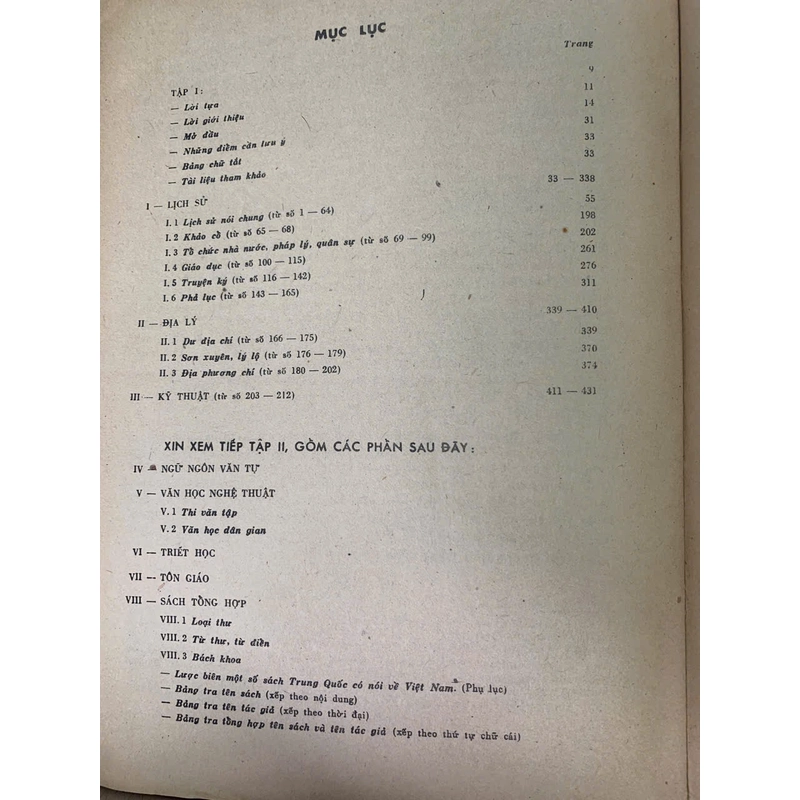 MỤC LỤC
Trang
TẬP I: 9
— Lời tựa 11
— Lời giới thiệu 14
— Mở đầu 31
— Những điểm cần lưu ý 33
— Bảng chữ tắt 33
— Tài liệu tham khảo
I — LỊCH SỬ 33 — 338
I. 1 Lịch sử nói chung (từ số 1 — 64) 55
I. 2 Khảo cổ (từ số 65 — 68) 198
I. 3 Tổ chức nhà nước, pháp lý, quân sự (từ số 69 — 99) 202
I. 4 Giáo dục (từ số 100 — 115) 261
I. 5 Truyện ký (từ số 116 — 142) 276
I. 6 Phả lục (từ số 143 — 165) 311
II — ĐỊA LÝ 339 — 410
II. 1 Dư địa chí (từ số 166 — 175) 339
II. 2 Sơn xuyên, lý lộ (từ số 176 — 179) 370
II. 3 Địa phương chí (từ số 180 — 202) 374
III — KỸ THUẬT (từ số 203 — 212) 411 — 431
XIN XEM TIẾP TẬP II, GỒM CÁC PHẦN SAU ĐÂY:
IV — NGỮ NGÔN VĂN TỰ
V — VĂN HỌC NGHỆ THUẬT
V. 1 Thi văn tập
V. 2 Văn học dân gian
VI — TRIẾT HỌC
VII — TÔN GIÁO
VIII — SÁCH TỔNG HỢP
VIII. 1 Loại thư
VIII. 2 Từ thư, từ điển
VIII. 3 Bách khoa
— Lược biên một số sách Trung Quốc có nói về Việt Nam. (Phụ lục)
— Bảng tra tên sách (xếp theo nội dung)
— Bảng tra tên tác giả (xếp theo thời đại)
— Bảng tra tổng hợp tên sách và tên tác giả (xếp theo thứ tự chữ cái)